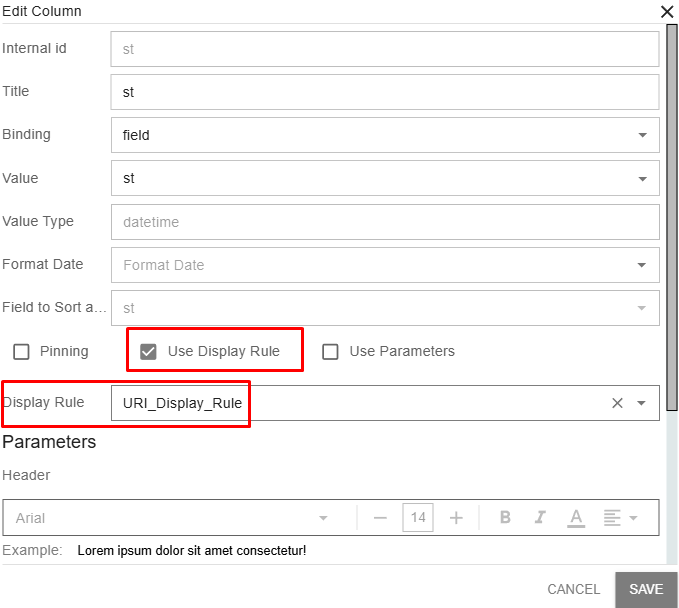 Edit Column
Internal id st
Title st
Binding field
Value st
Value Type datetime
Format Date Format Date
Field to Sort a... st
Pinning Use Display Rule Use Parameters
Display Rule URI_Display_Rule
Parameters
Header
Arial 14 B I A
Example: Lorem ipsum dolor sit amet consectetur!
CANCEL SAVE